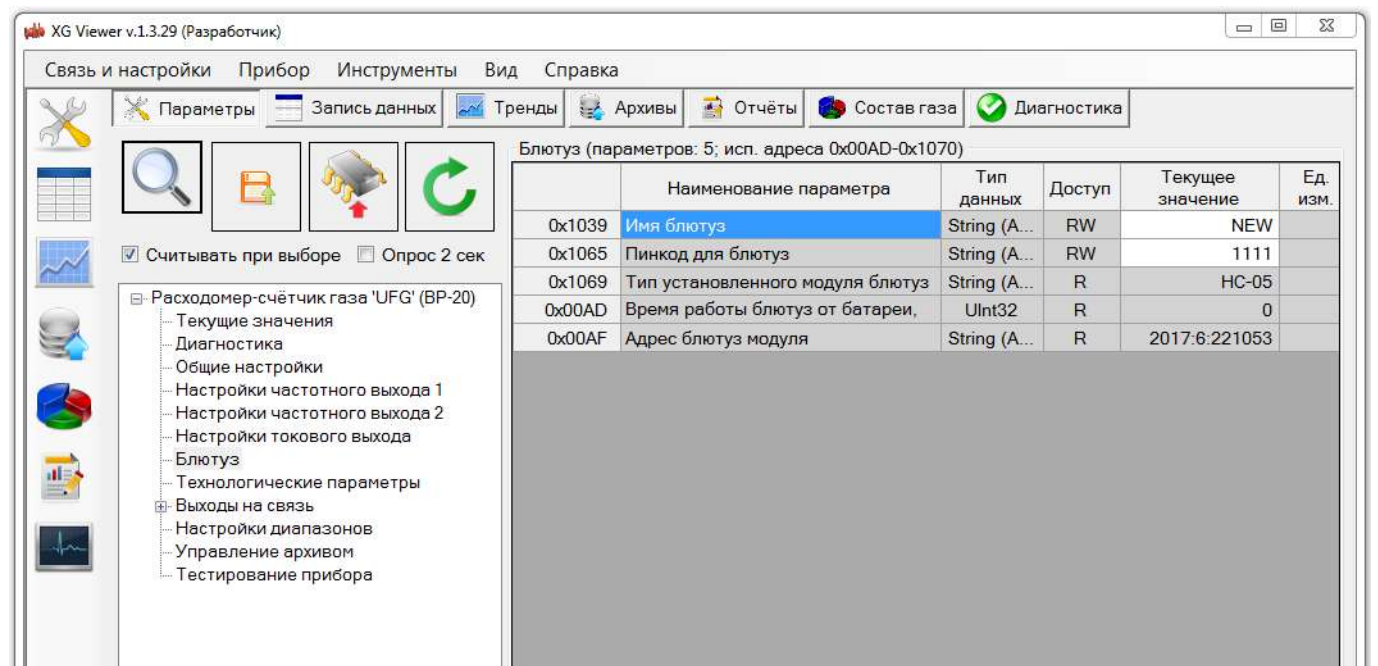 XG Viewer v.1.3.29 (Разработчик)
Связь и настройки Прибор Инструменты Вид Справка
Параметры Запись данных Тренды Архивы Отчёты Состав газа Диагностика
Считывать при выборе Опрос 2 сек
Расходомер-счётчик газа 'UFG' (BP-20)
Текущие значения
Диагностика
Общие настройки
Настройки частотного выхода 1
Настройки частотного выхода 2
Настройки токового выхода
Блютуз
Технологические параметры
Выходы на связь
Настройки диапазонов
Управление архивом
Тестирование прибора
Блютуз (параметров: 5; исп. адреса 0x00AD-0x1070)
Наименование параметра Тип данных Доступ Текущее значение Ед. изм.
0x1039 Имя блютуз String (A... RW NEW
0x1065 Пинкод для блютуз String (A... RW 1111
0x1069 Тип установленного модуля блютуз String (A... R HC-05
0x00AD Время работы блютуз от батареи, UInt32 R 0
0x00AF Адрес блютуз модуля String (A... R 2017:6:221053